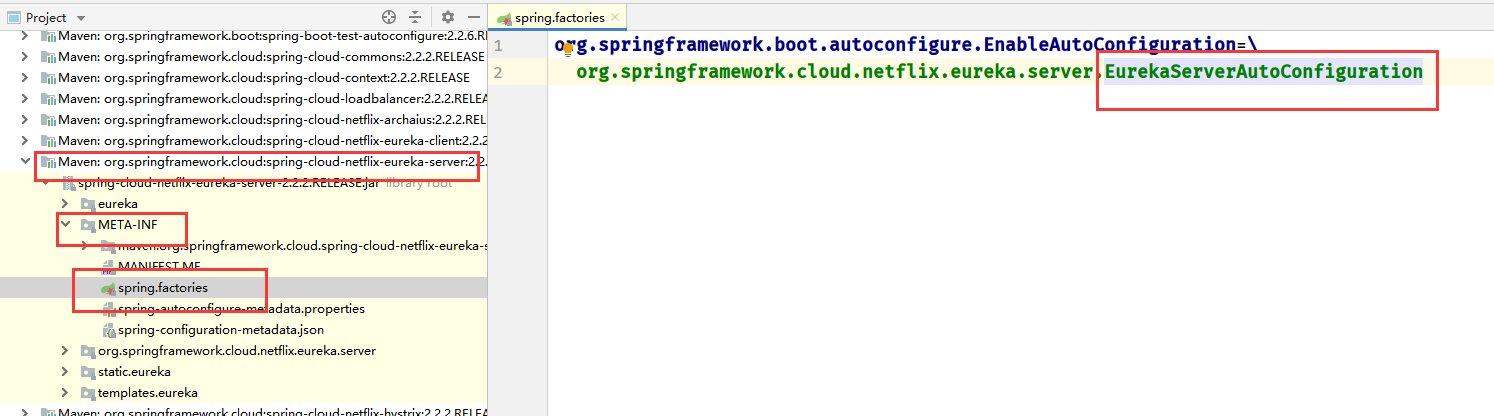 Project
Maven: org.springframework.boot:spring-boot-test-autoconfigure:2.2.6.RE
Maven: org.springframework.cloud:spring-cloud-commons:2.2.2.RELEASE
Maven: org.springframework.cloud:spring-cloud-context:2.2.2.RELEASE
Maven: org.springframework.cloud:spring-cloud-loadbalancer:2.2.2.RELEA
Maven: org.springframework.cloud:spring-cloud-netflix-archaius:2.2.2.REL
Maven: org.springframework.cloud:spring-cloud-netflix-eureka-client:2.2.2
Maven: org.springframework.cloud:spring-cloud-netflix-eureka-server:2.2.
spring-cloud-netflix-eureka-server-2.2.2.RELEASE.jar library root
eureka
META-INF
maven.org.springframework.cloud.spring-cloud-netflix-eureka-s
MANIFEST.MF
spring.factories
spring-autoconfigure-metadata.properties
spring-configuration-metadata.json
org.springframework.cloud.netflix.eureka.server
static.eureka
templates.eureka
Maven: org.springframework.cloud:spring-cloud-netflix-hystrix:2.2.2.RELEA
spring.factories
1 org.springframework.boot.autoconfigure.EnableAutoConfiguration=\
2 org.springframework.cloud.netflix.eureka.server.EurekaServerAutoConfiguration